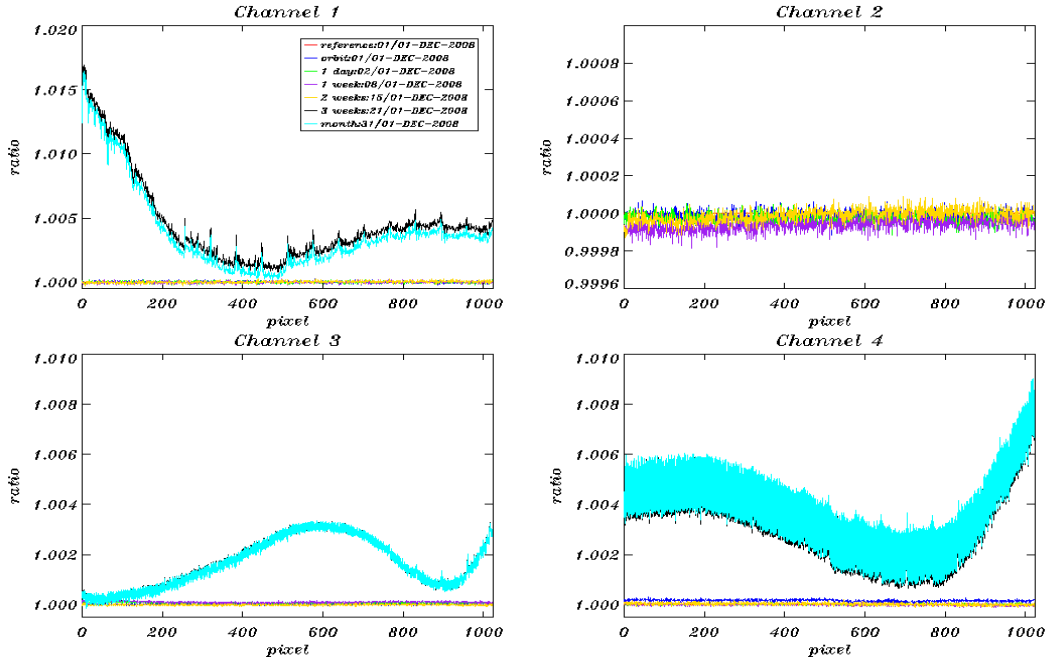 Channel 1
1.020
1.015
1.010
1.005
1.000
ratio
reference:01/01-DEC-2008
orbit:01/01-DEC-2008
1 day:02/01-DEC-2008
1 week:08/01-DEC-2008
2 weeks:15/01-DEC-2008
3 weeks:21/01-DEC-2008
month:31/01-DEC-2008
0 200 400 600 800 1000
pixel
Channel 2
1.0008
1.0006
1.0004
1.0002
1.0000
0.9998
0.9996
ratio
0 200 400 600 800 1000
pixel
Channel 3
1.010
1.008
1.006
1.004
1.002
1.000
ratio
0 200 400 600 800 1000
pixel
Channel 4
1.010
1.008
1.006
1.004
1.002
1.000
ratio
0 200 400 600 800 1000
pixel